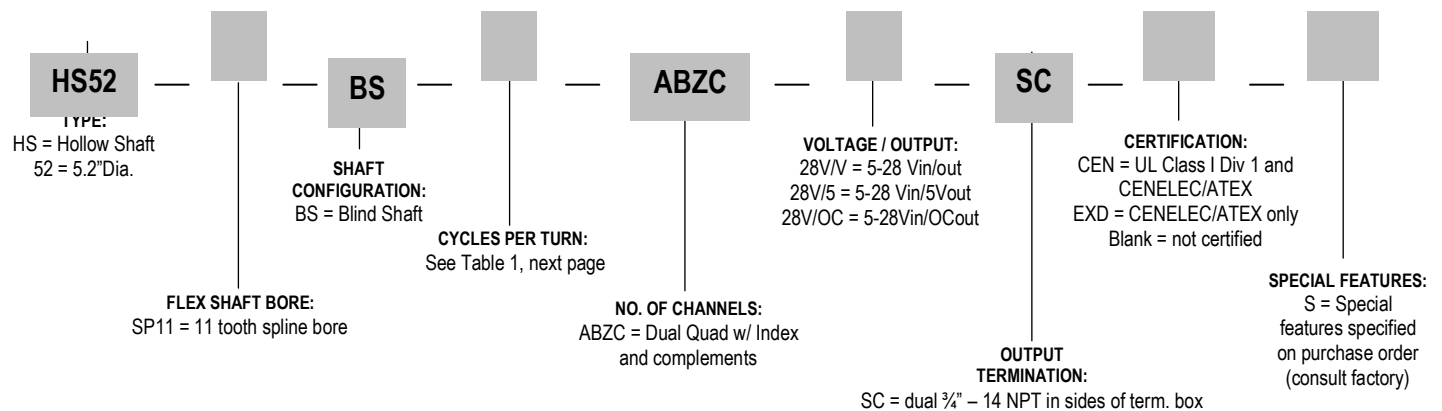 HS52 — — BS — — ABZC — — SC — —
TYPE:
HS = Hollow Shaft
52 = 5.2”Dia.
SHAFT
CONFIGURATION:
BS = Blind Shaft
VOLTAGE / OUTPUT:
28V/V = 5-28 Vin/out
28V/5 = 5-28 Vin/5Vout
28V/OC = 5-28Vin/OCout
CERTIFICATION:
CEN = UL Class I Div 1 and
CENELEC/ATEX
EXD = CENELEC/ATEX only
Blank = not certified
CYCLES PER TURN:
See Table 1, next page
FLEX SHAFT BORE:
SP11 = 11 tooth spline bore
NO. OF CHANNELS:
ABZC = Dual Quad w/ Index
and complements
SPECIAL FEATURES:
S = Special
features specified
on purchase order
(consult factory)
OUTPUT
TERMINATION:
SC = dual ¾” – 14 NPT in sides of term. box